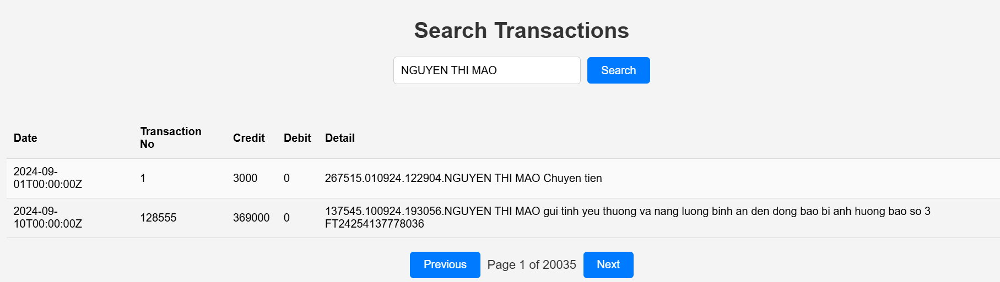 Search Transactions
NGUYEN THI MAO
Search
Date
Transaction
No
Credit
Debit
Detail
2024-09-
01T00:00:00Z
1
3000
0
267515.010924.122904.NGUYEN THI MAO Chuyen tien
2024-09-
10T00:00:00Z
128555
369000
0
137545.100924.193056.NGUYEN THI MAO gui tinh yeu thuong va nang luong binh an den dong bao bi anh huong bao so 3
FT24254137778036
Previous
Page 1 of 20035
Next